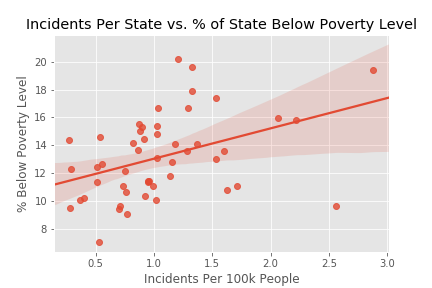 Incidents Per State vs. % of State Below Poverty Level
% Below Poverty Level
20
18
16
14
12
10
8
0.5 1.0 1.5 2.0 2.5 3.0
Incidents Per 100k People